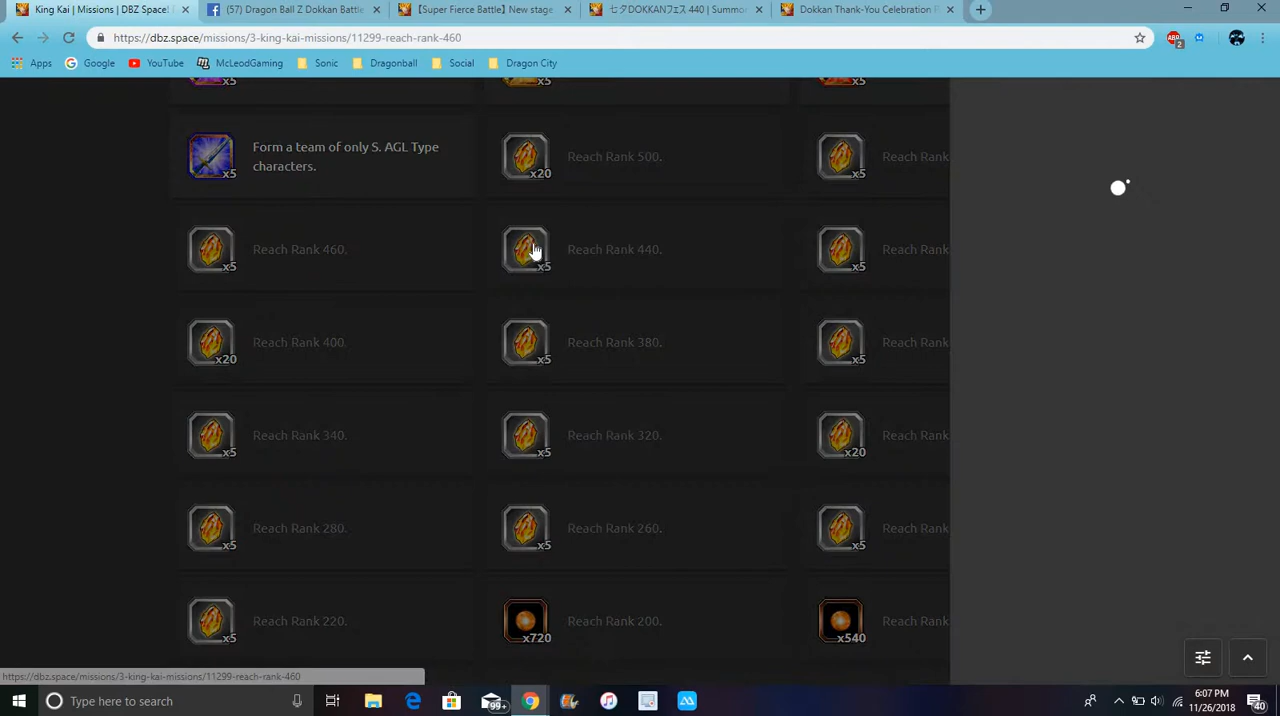 King Kai | Missions | DBZ Space!
(57) Dragon Ball Z Dokkan Battle
【Super Fierce Battle】 New stage
七夕DOKKANフェス 440 | Summon
Dokkan Thank-You Celebration
https://dbz.space/missions/3-king-kai-missions/11299-reach-rank-460
2
Apps
Google
YouTube
McLeodGaming
Sonic
Dragonball
Social
Dragon City
x5
x5
x5
x5
Form a team of only S. AGL Type
characters.
x20
Reach Rank 500.
x5
Reach Rank
x5
Reach Rank 460.
x5
Reach Rank 440.
x5
Reach Rank
x20
Reach Rank 400.
x5
Reach Rank 380.
x5
Reach Rank
x5
Reach Rank 340.
x5
Reach Rank 320.
x20
Reach Rank
x5
Reach Rank 280.
x5
Reach Rank 260.
x5
Reach Rank
x5
Reach Rank 220.
x720
Reach Rank 200.
x540
Reach Rank
https://dbz.space/missions/3-king-kai-missions/11299-reach-rank-460
Type here to search
99+
6:07 PM
11/26/2018
40